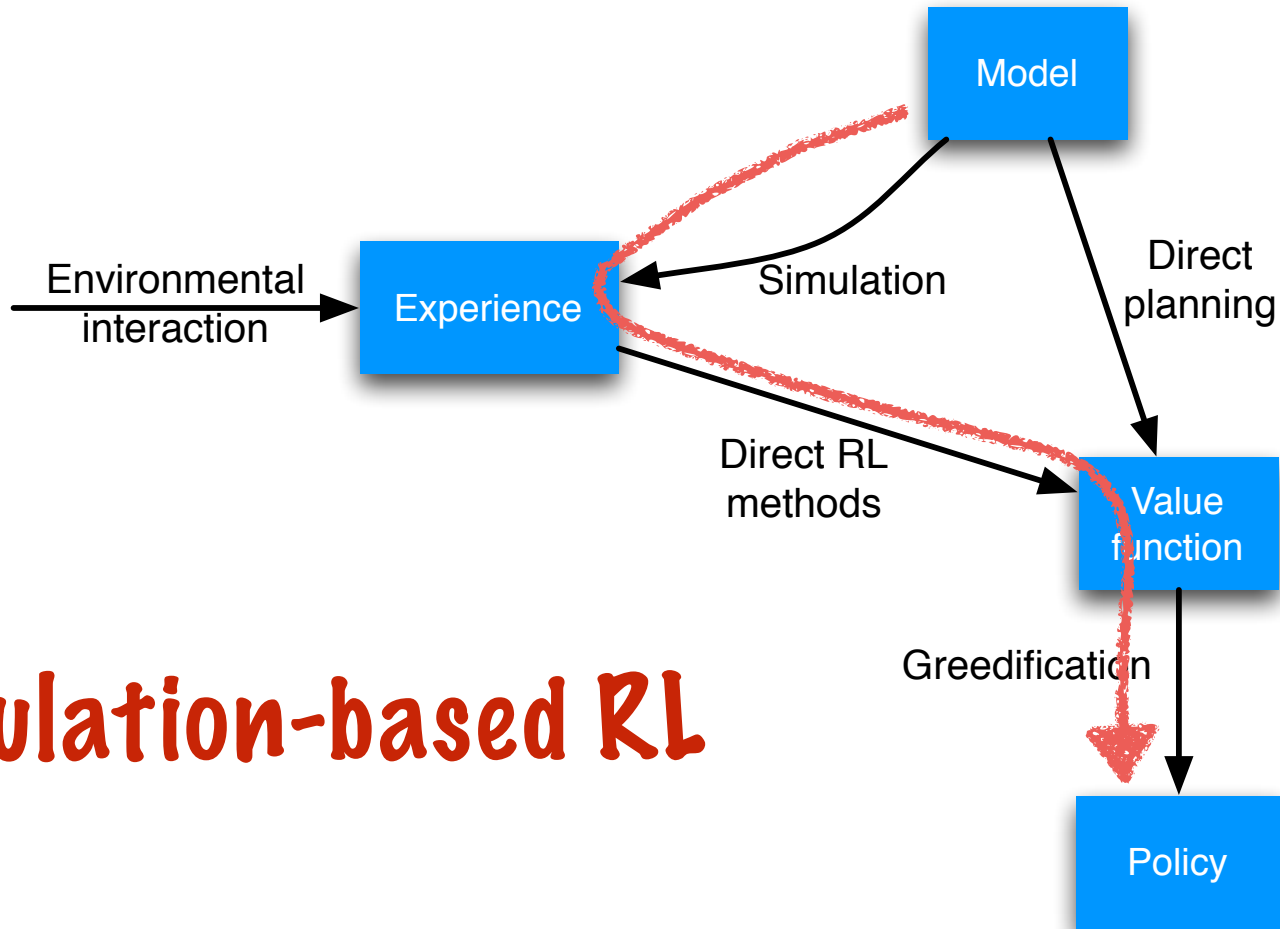 Model
Environmental
interaction
Experience
Simulation
Direct
planning
Direct RL
methods
Value
function
Greedification
ulation-based RL
Policy